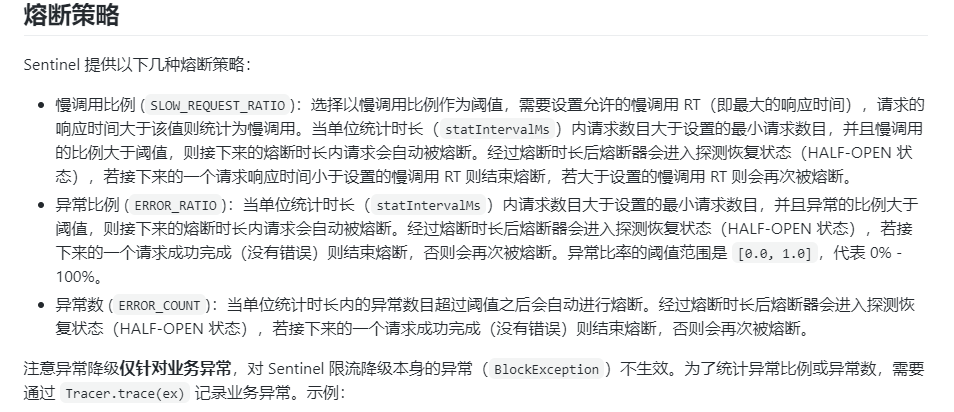 熔断策略
Sentinel 提供以下几种熔断策略：
慢调用比例 (SLOW_REQUEST_RATIO)：选择以慢调用比例作为阈值，需要设置允许的慢调用 RT（即最大的响应时间），请求的
响应时间大于该值则统计为慢调用。当单位统计时长（statIntervalMs）内请求数目大于设置的最小请求数目，并且慢调用
的比例大于阈值，则接下来的熔断时长内请求会自动被熔断。经过熔断时长后熔断器会进入探测恢复状态（HALF-OPEN 状
态），若接下来的一个请求响应时间小于设置的慢调用 RT 则结束熔断，若大于设置的慢调用 RT 则会再次被熔断。
异常比例 (ERROR_RATIO)：当单位统计时长（statIntervalMs）内请求数目大于设置的最小请求数目，并且异常的比例大于
阈值，则接下来的熔断时长内请求会自动被熔断。经过熔断时长后熔断器会进入探测恢复状态（HALF-OPEN 状态），若接
下来的一个请求成功完成（没有错误）则结束熔断，否则会再次被熔断。异常比率的阈值范围是 [0.0, 1.0]，代表 0% -
100%。
异常数 (ERROR_COUNT)：当单位统计时长内的异常数目超过阈值之后会自动进行熔断。经过熔断时长后熔断器会进入探测恢
复状态（HALF-OPEN 状态），若接下来的一个请求成功完成（没有错误）则结束熔断，否则会再次被熔断。
注意异常降级仅针对业务异常，对 Sentinel 限流降级本身的异常（BlockException）不生效。为了统计异常比例或异常数，需要
通过 Tracer.trace(ex) 记录业务异常。示例：